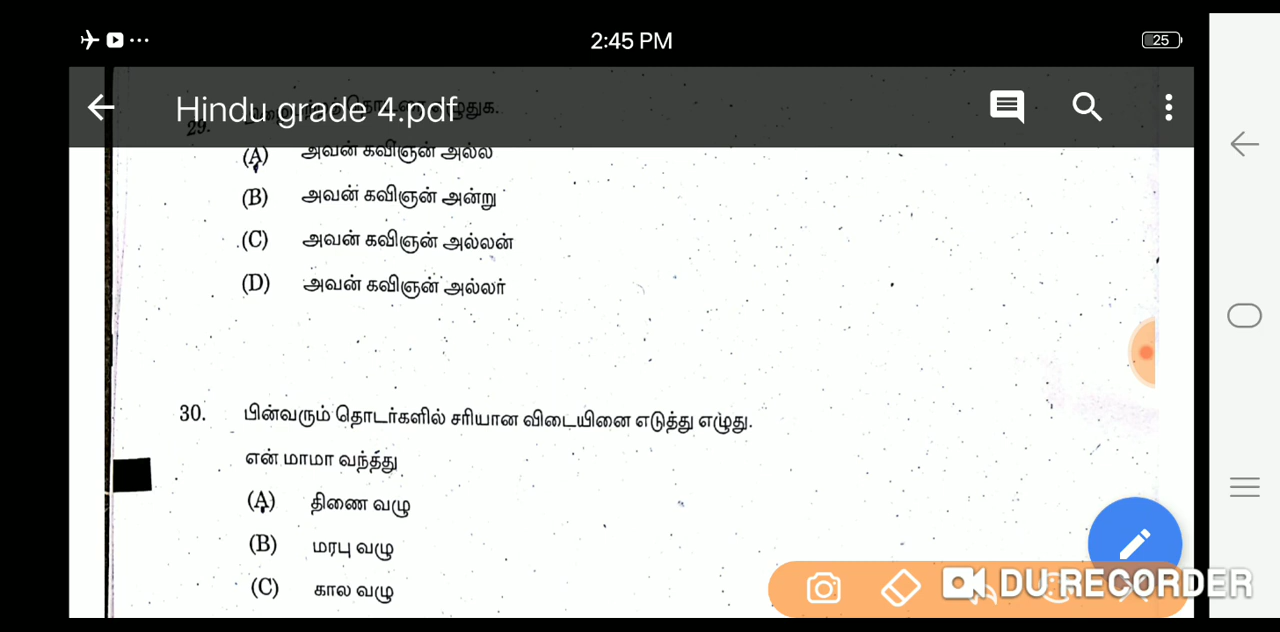 2:45 PM
25
Hindu grade 4.pdf
29.
(A) அவன் கவிஞன் அல்ல
(B) அவன் கவிஞன் அன்று
(C) அவன் கவிஞன் அல்லன்
(D) அவன் கவிஞன் அல்லர்
30. பின்வரும் தொடர்களில் சரியான விடையினை எடுத்து எழுது.
என் மாமா வந்த்து
(A) திணை வழு
(B) மரபு வழு
(C) கால வழு
DU RECORDER